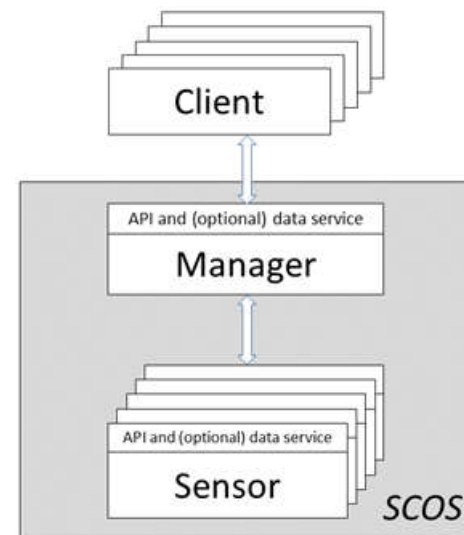 Client
API and (optional) data service
Manager
API and (optional) data service
Sensor
SCOS